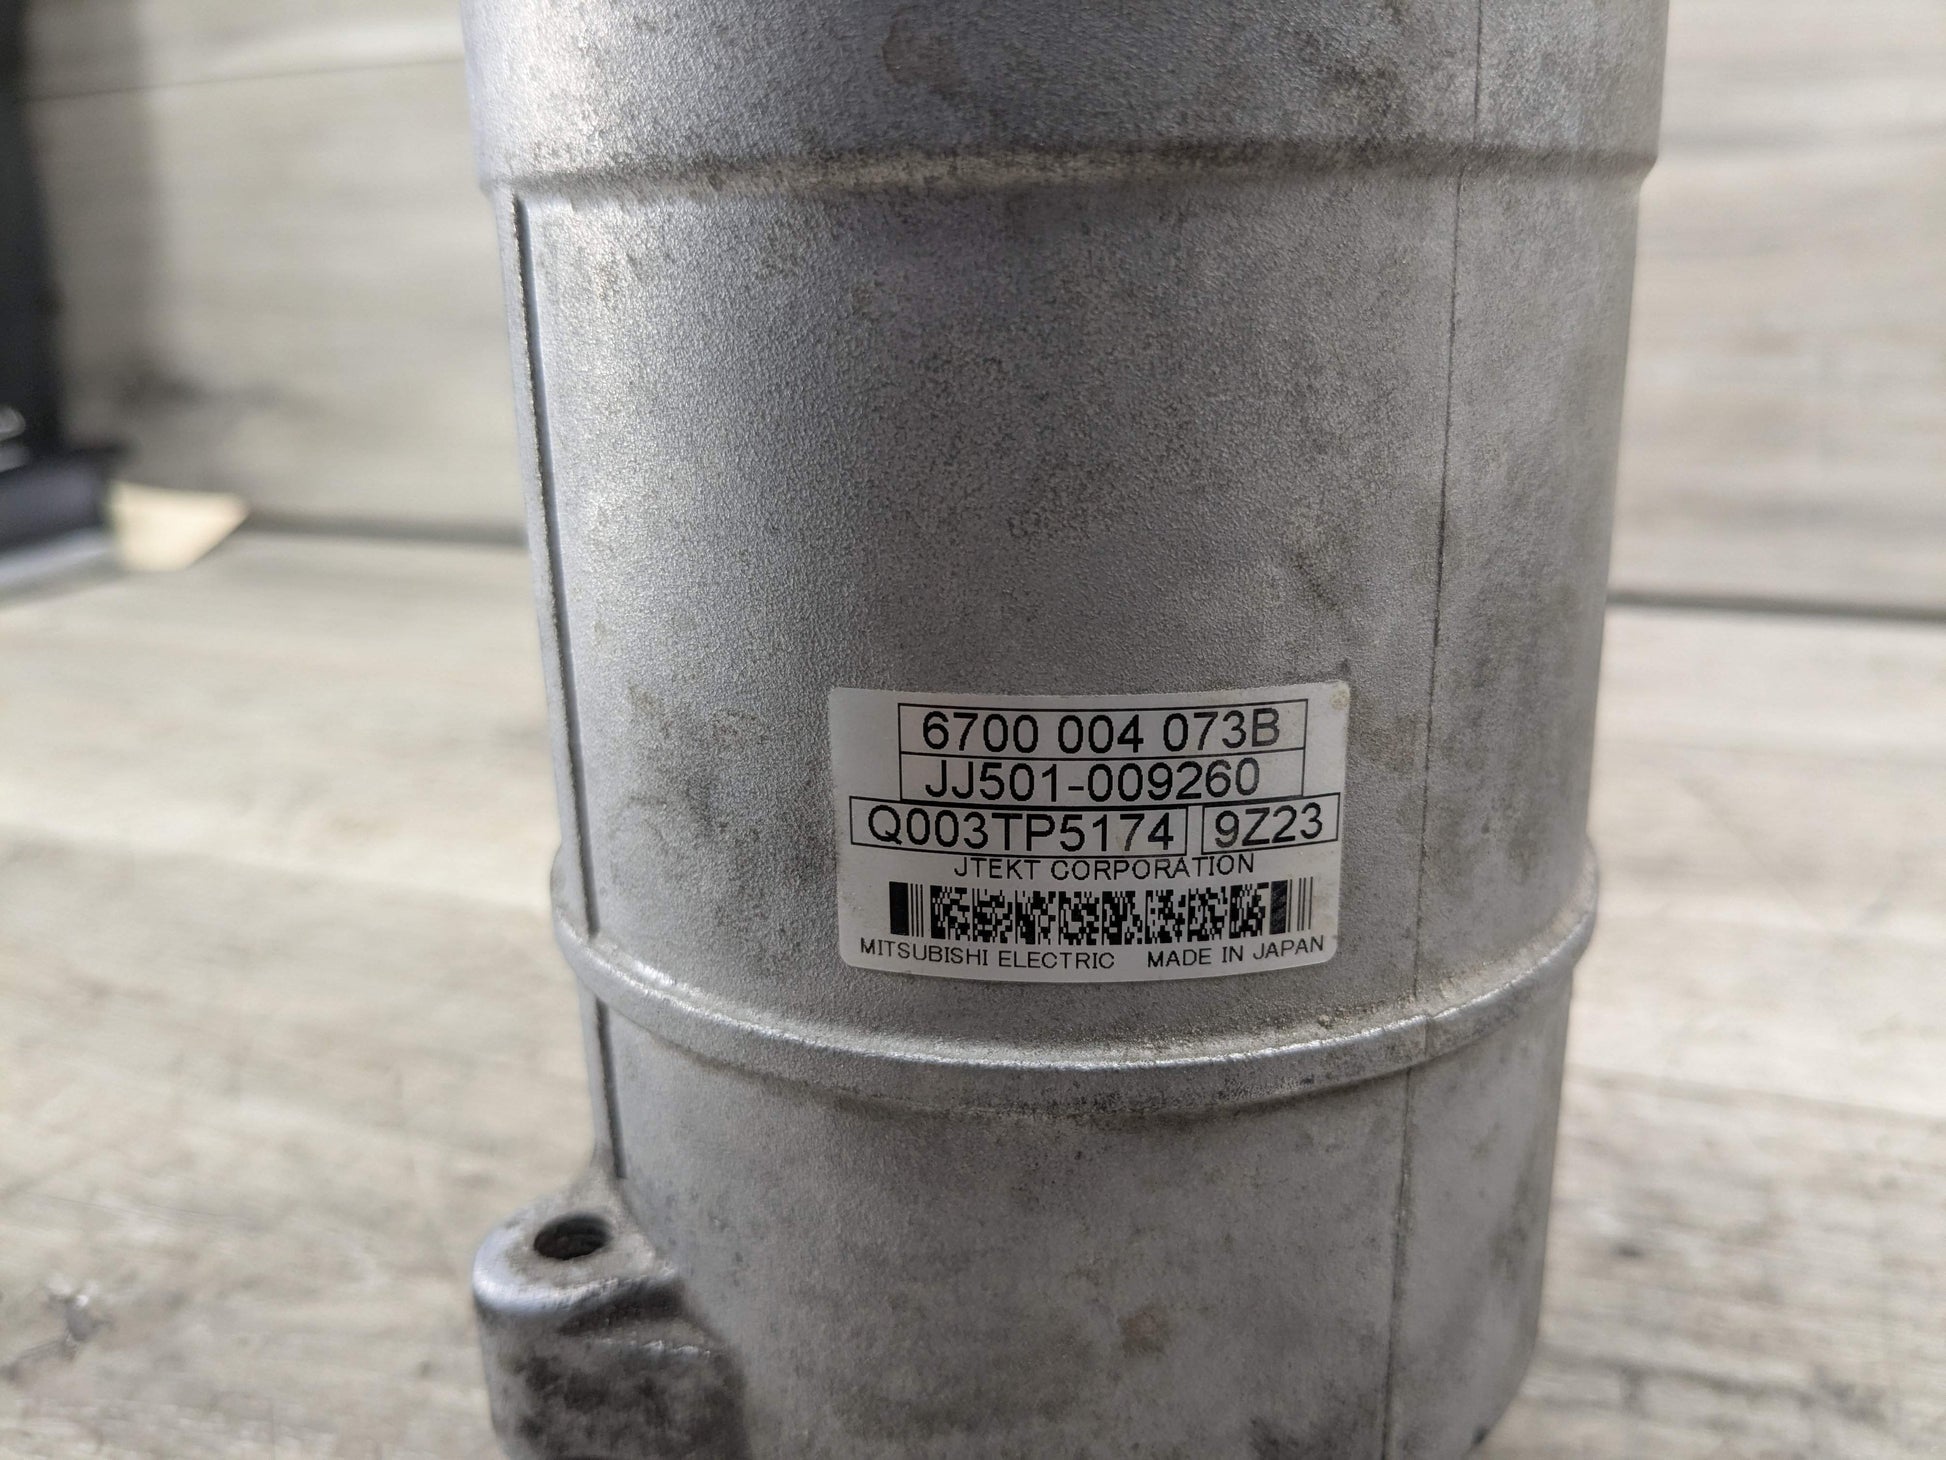 6700 004 073B
JJ501-009260
Q003TP5174 9Z23
JTEKT CORPORATION
MITSUBISHI ELECTRIC MADE IN JAPAN